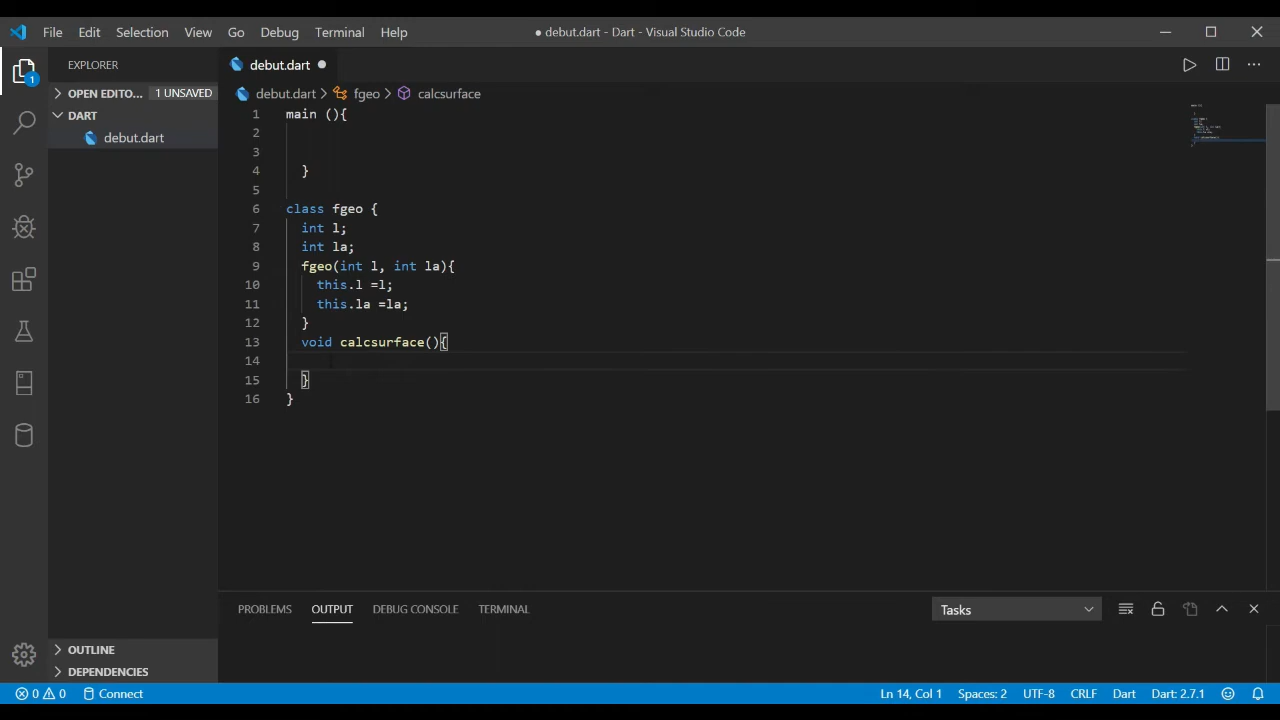 File Edit Selection View Go Debug Terminal Help
● debut.dart - Dart - Visual Studio Code
EXPLORER
debut.dart
OPEN EDITO... 1 UNSAVED
DART
debut.dart
debut.dart > fgeo > calcsurface
1 main (){
2
3
4 }
5
6 class fgeo {
7 int l;
8 int la;
9 fgeo(int l, int la){
10 this.l =l;
11 this.la =la;
12 }
13 void calcsurface(){
14
15 }
16 }
PROBLEMS OUTPUT DEBUG CONSOLE TERMINAL
Tasks
OUTLINE
DEPENDENCIES
0 0 Connect
Ln 14, Col 1 Spaces: 2 UTF-8 CRLF Dart Dart: 2.7.1
1